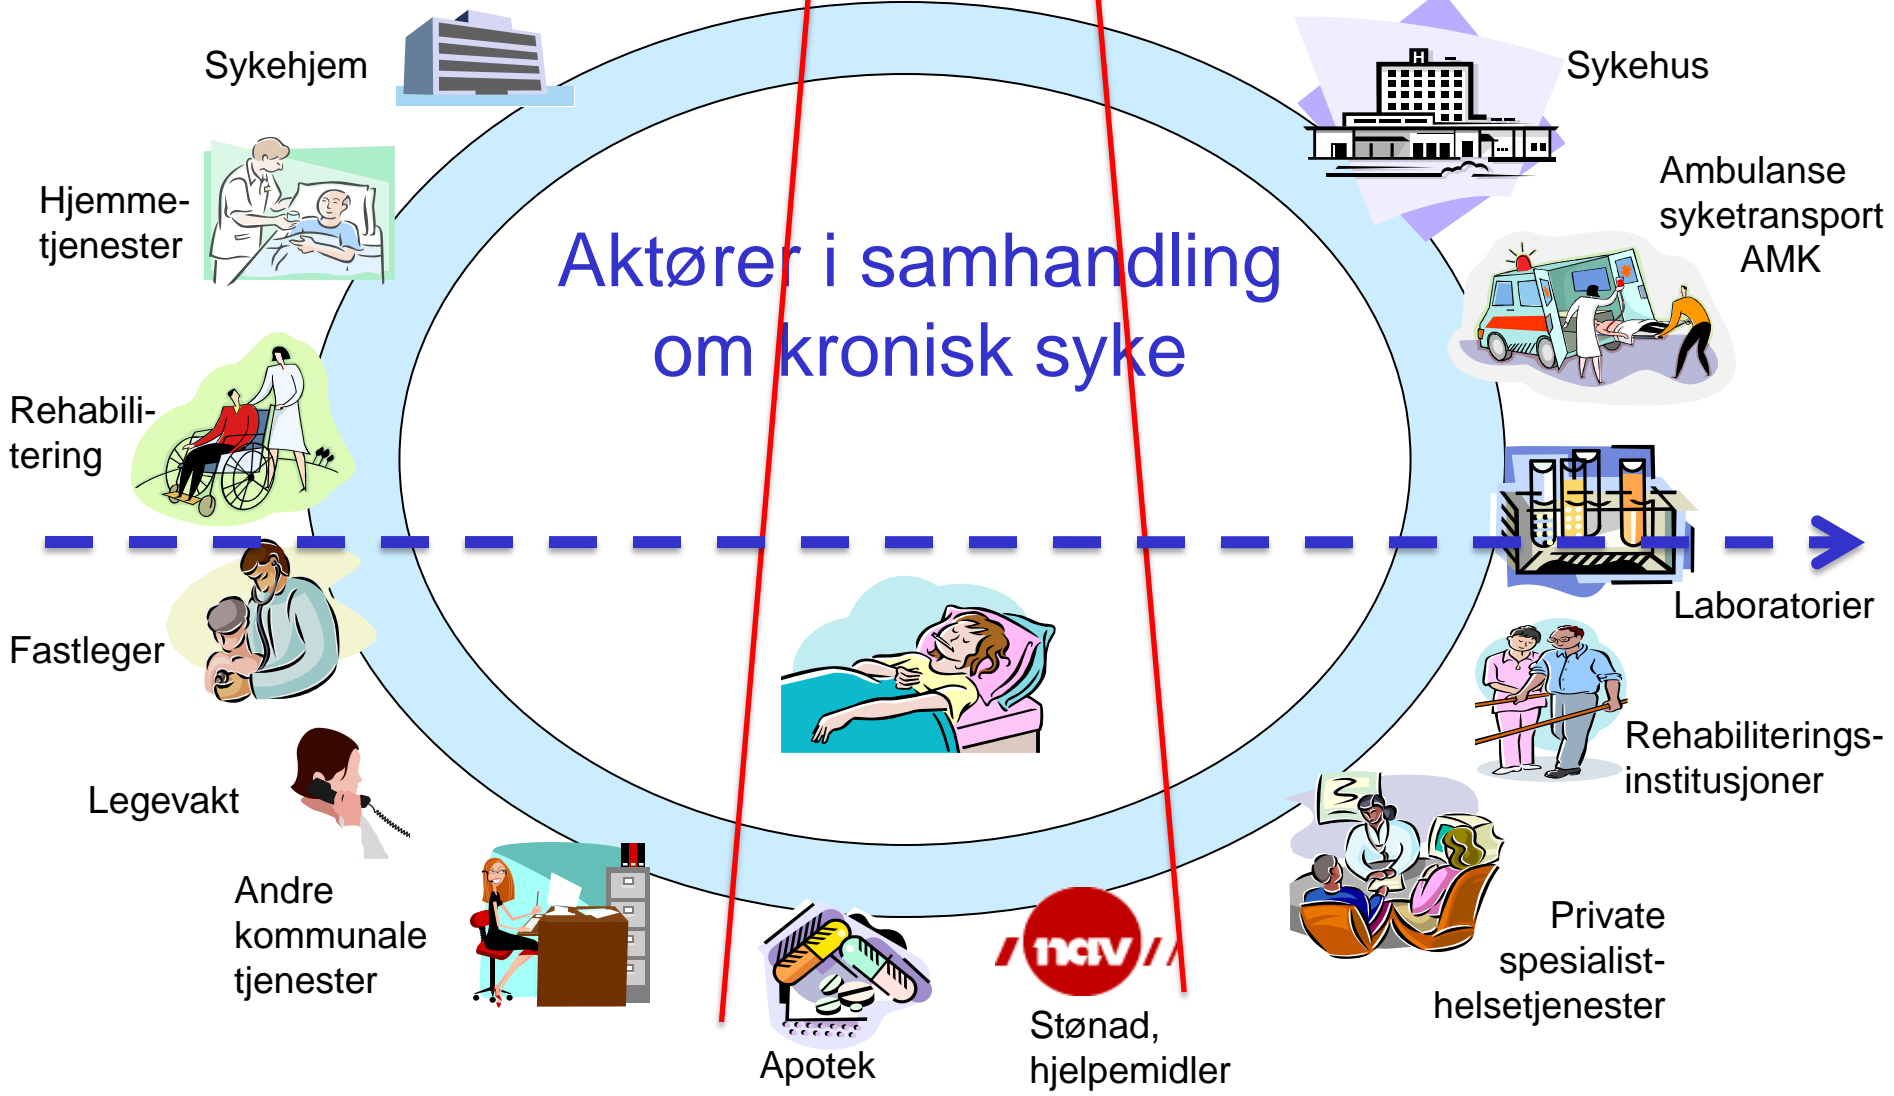 Sykehjem
Sykehus
H
Hjemme-
tjenester
Ambulanse
syketransport
AMK
Aktører i samhandling
om kronisk syke
Rehabili-
tering
Laboratorier
Fastleger
Rehabiliterings-
institusjoner
Legevakt
Andre
kommunale
tjenester
nav
Private
spesialist-
helsetjenester
Stønad,
hjelpemidler
Apotek